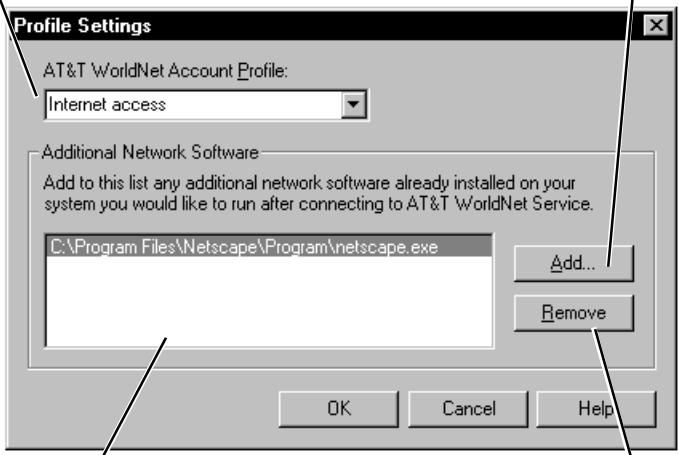 Profile Settings
AT&T WorldNet Account Profile:
Internet access
Additional Network Software
Add to this list any additional network software already installed on your
system you would like to run after connecting to AT&T WorldNet Service.
C:\Program Files\Netscape\Program\netscape.exe
Add...
Remove
OK
Cancel
Help